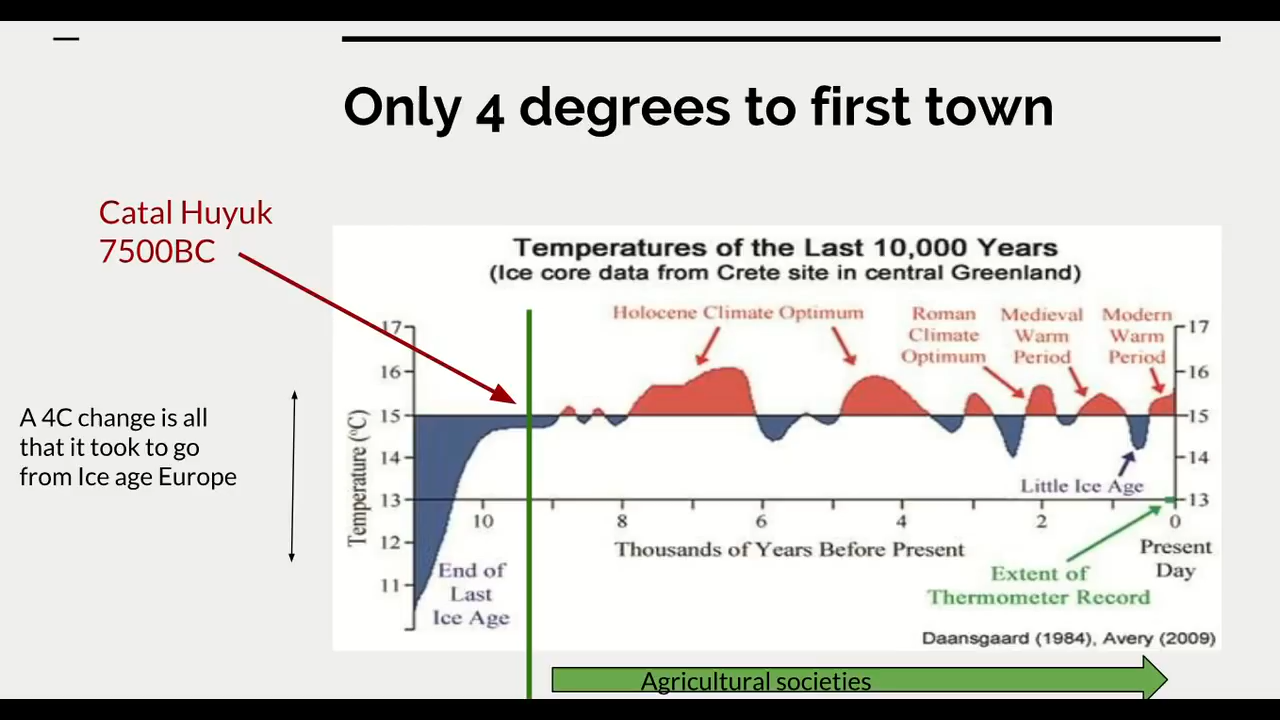 Only 4 degrees to first town
Catal Huyuk
7500BC
A 4C change is all
that it took to go
from Ice age Europe
Temperatures of the Last 10,000 Years
(Ice core data from Crete site in central Greenland)
Holocene Climate Optimum
Roman
Climate
Optimum
Medieval
Warm
Period
Modern
Warm
Period
Temperature (°C)
17
16
15
14
13
12
11
17
16
15
14
13
10
8
6
4
2
0
Thousands of Years Before Present
Present
Day
Little Ice Age
End of
Last
Ice Age
Extent of
Thermometer Record
Daansgaard (1984), Avery (2009)
Agricultural societies